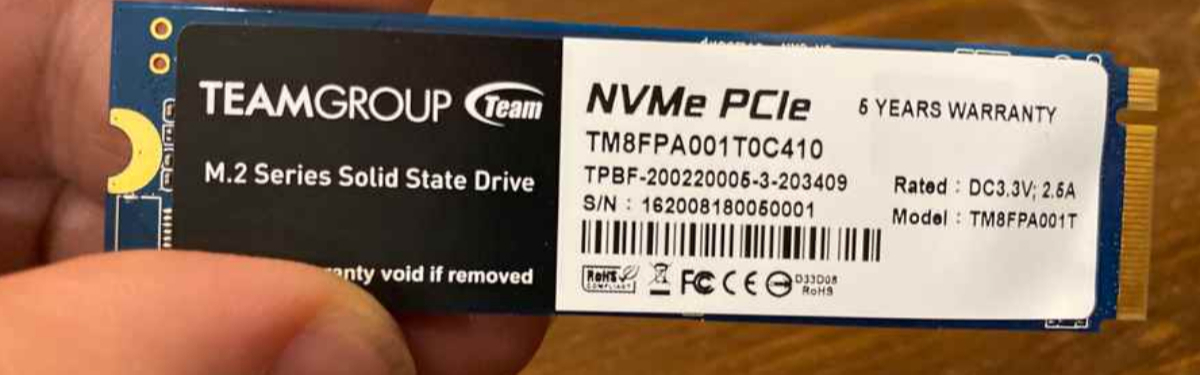 TEAMGROUP Team
M.2 Series Solid State Drive
anty void if removed
NVMe PCIe
5 YEARS WARRANTY
TM8FPA001T0C410
TPBF-200220005-3-203409
S/N : 162008180050001
Rated : DC3.3V; 2.5A
Model : TM8FPA001T
RoHS
COMPLIANT
FC CE
D33D08
RoHS